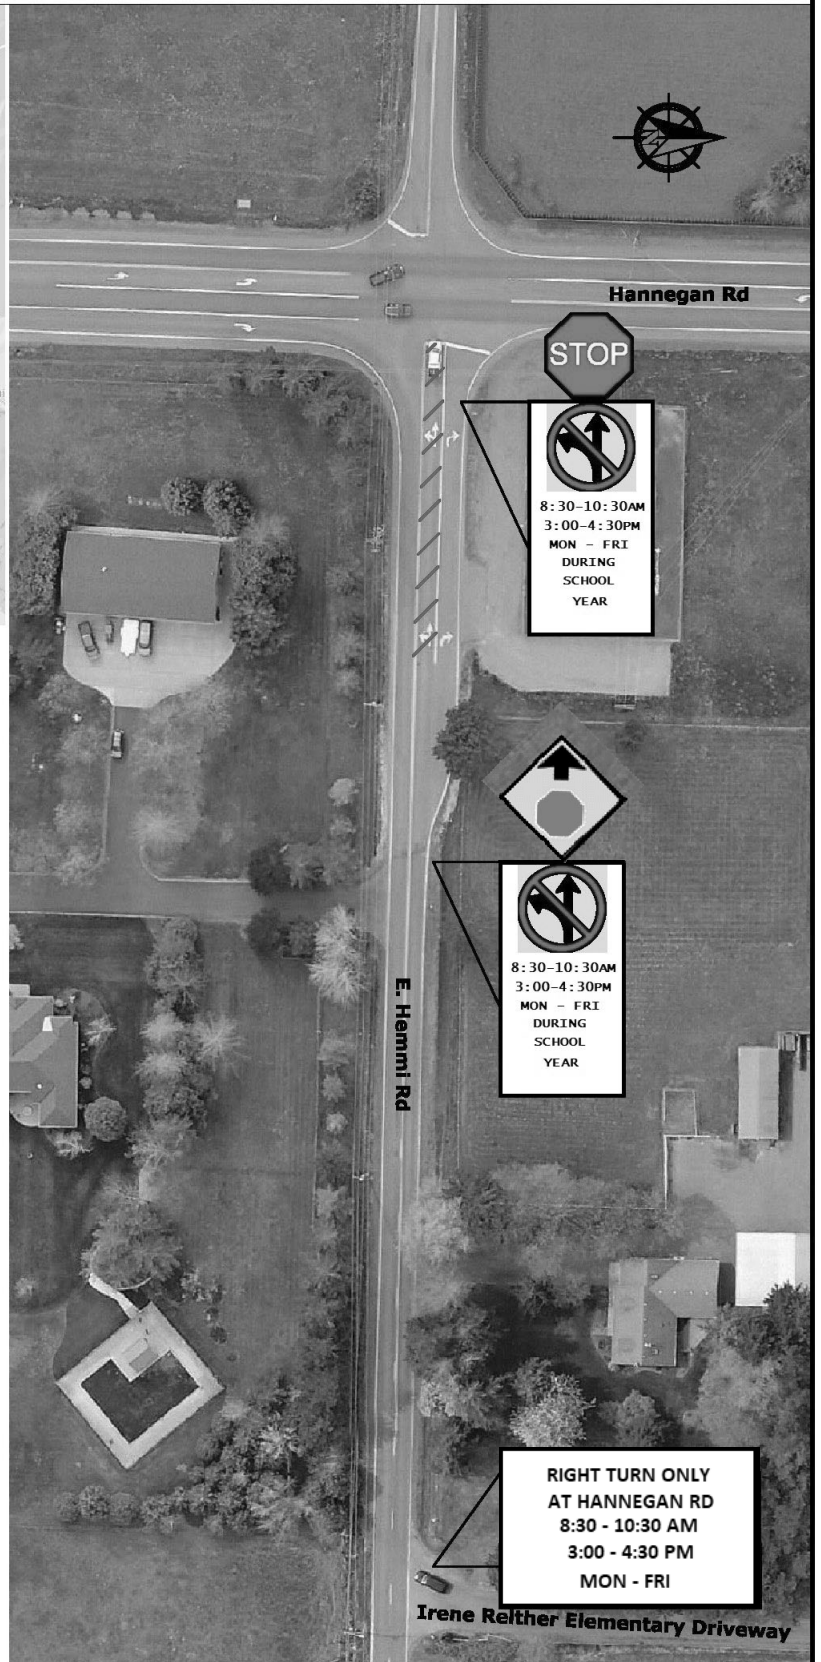 Hannegan Rd
STOP
8:30-10:30AM
3:00-4:30PM
MON - FRI
DURING
SCHOOL
YEAR
8:30-10:30AM
3:00-4:30PM
MON - FRI
DURING
SCHOOL
YEAR
E. Hemmi Rd
RIGHT TURN ONLY
AT HANNEGAN RD
8:30 - 10:30 AM
3:00 - 4:30 PM
MON - FRI
Irene Reither Elementary Driveway